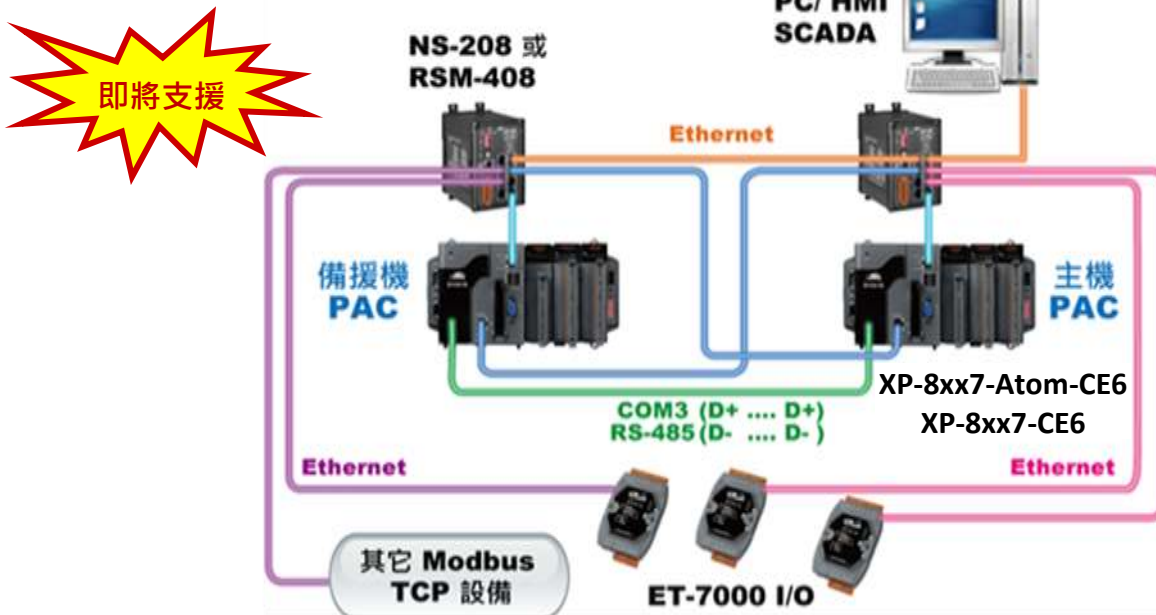 PC/ HMI
SCADA
NS-208 或
RSM-408
即將支援
Ethernet
備援機
PAC
主機
PAC
XP-8xx7-Atom-CE6
XP-8xx7-CE6
COM3 (D+ .... D+)
RS-485 (D- .... D- )
Ethernet
Ethernet
其它 Modbus
TCP 設備
ET-7000 I/O